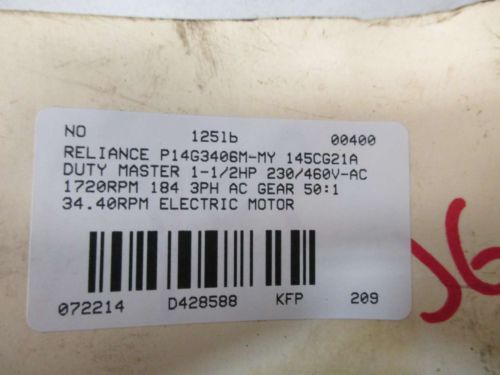 NO 125lb 00400
RELIANCE P14G3406M-MY 145CG21A
DUTY MASTER 1-1/2HP 230/460V-AC
1720RPM 184 3PH AC GEAR 50:1
34.40RPM ELECTRIC MOTOR
072214 D428588 KFP 209